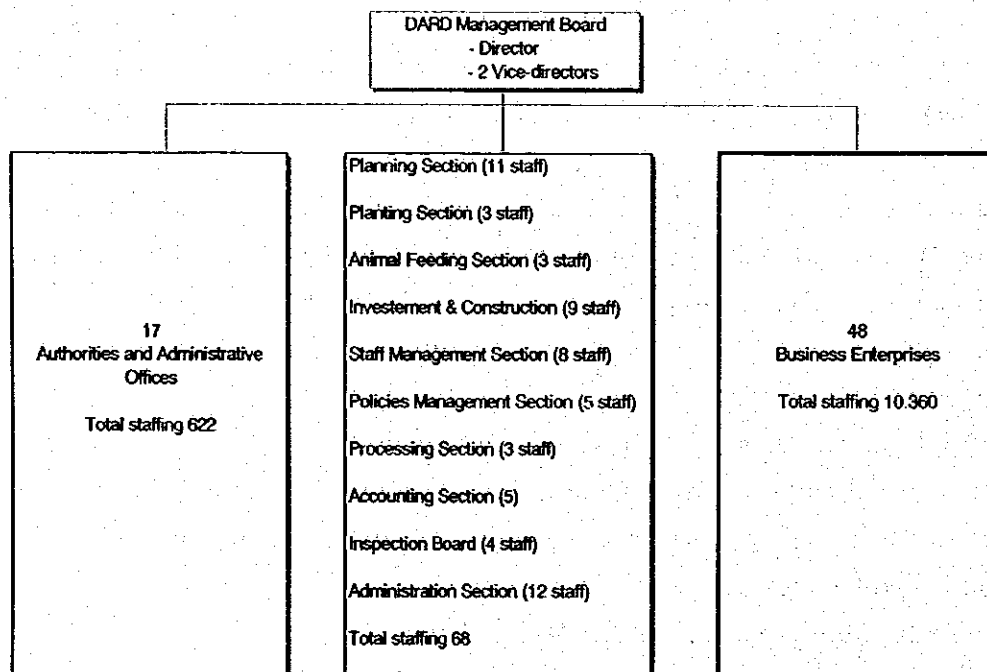 DARD Management Board
- Director
- 2 Vice-directors
17
Authorities and Administrative
Offices
Total staffing 622
Planning Section (11 staff)
Planting Section (3 staff)
Animal Feeding Section (3 staff)
Investement & Construction (9 staff)
Staff Management Section (8 staff)
Policies Management Section (5 staff)
Processing Section (3 staff)
Accounting Section (5)
Inspection Board (4 staff)
Administration Section (12 staff)
Total staffing 68
48
Business Enterprises
Total staffing 10.360